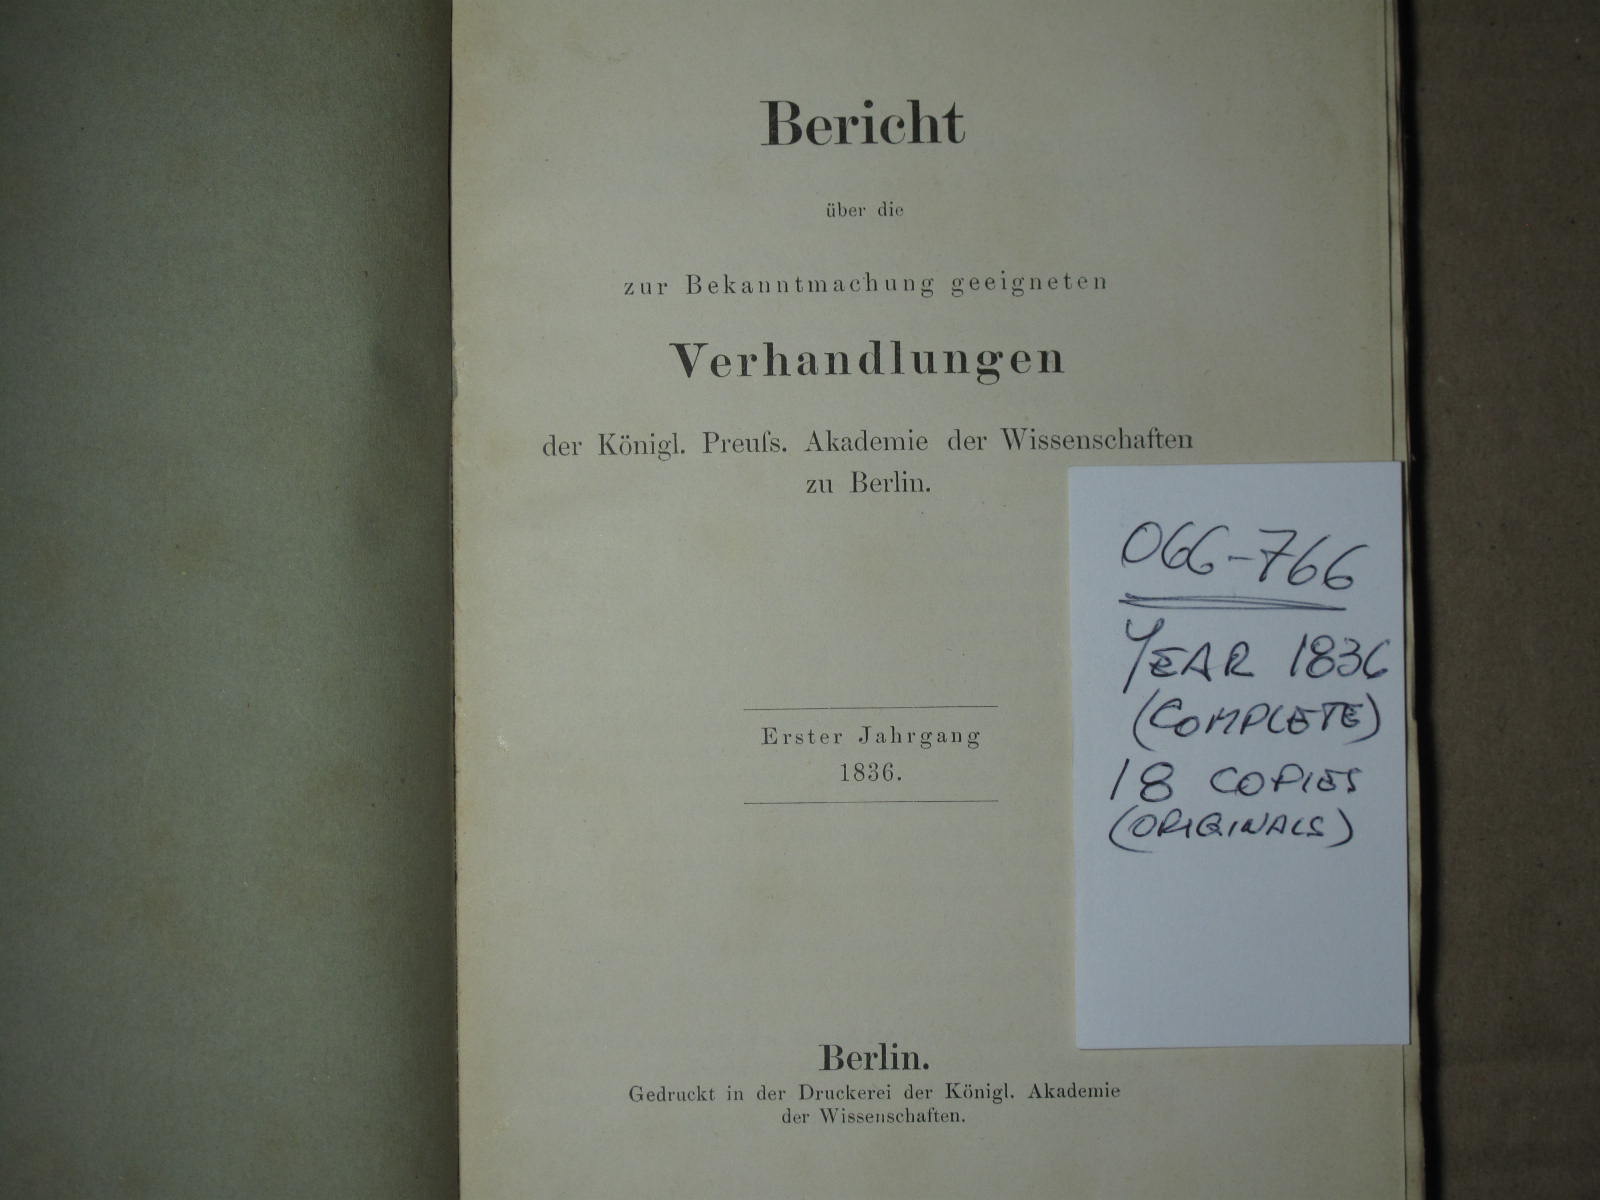 Bericht
über die
zur Bekanntmachung geeigneten
Verhandlungen
der Königl. Preuſs. Akademie der Wissenschaften
zu Berlin.
Erster Jahrgang
1836.
Berlin.
Gedruckt in der Druckerei der Königl. Akademie
der Wissenschaften.
066-766
YEAR 1836
(COMPLETE)
18 COPIES
(ORIGINALS)